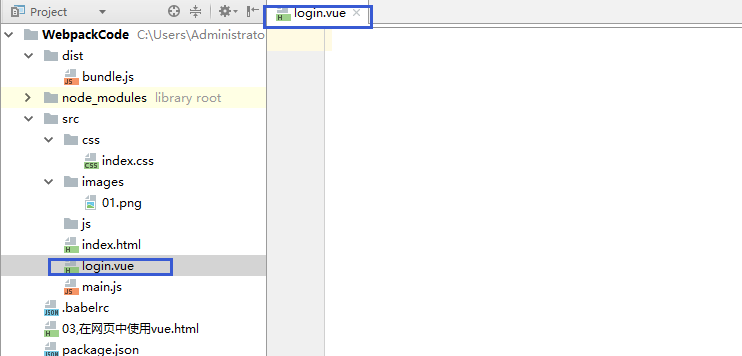 Project
login.vue
WebpackCode C:\Users\Administrato
dist
bundle.js
node_modules library root
src
css
index.css
images
01.png
js
index.html
login.vue
main.js
.babelrc
03,在网页中使用vue.html
package.json